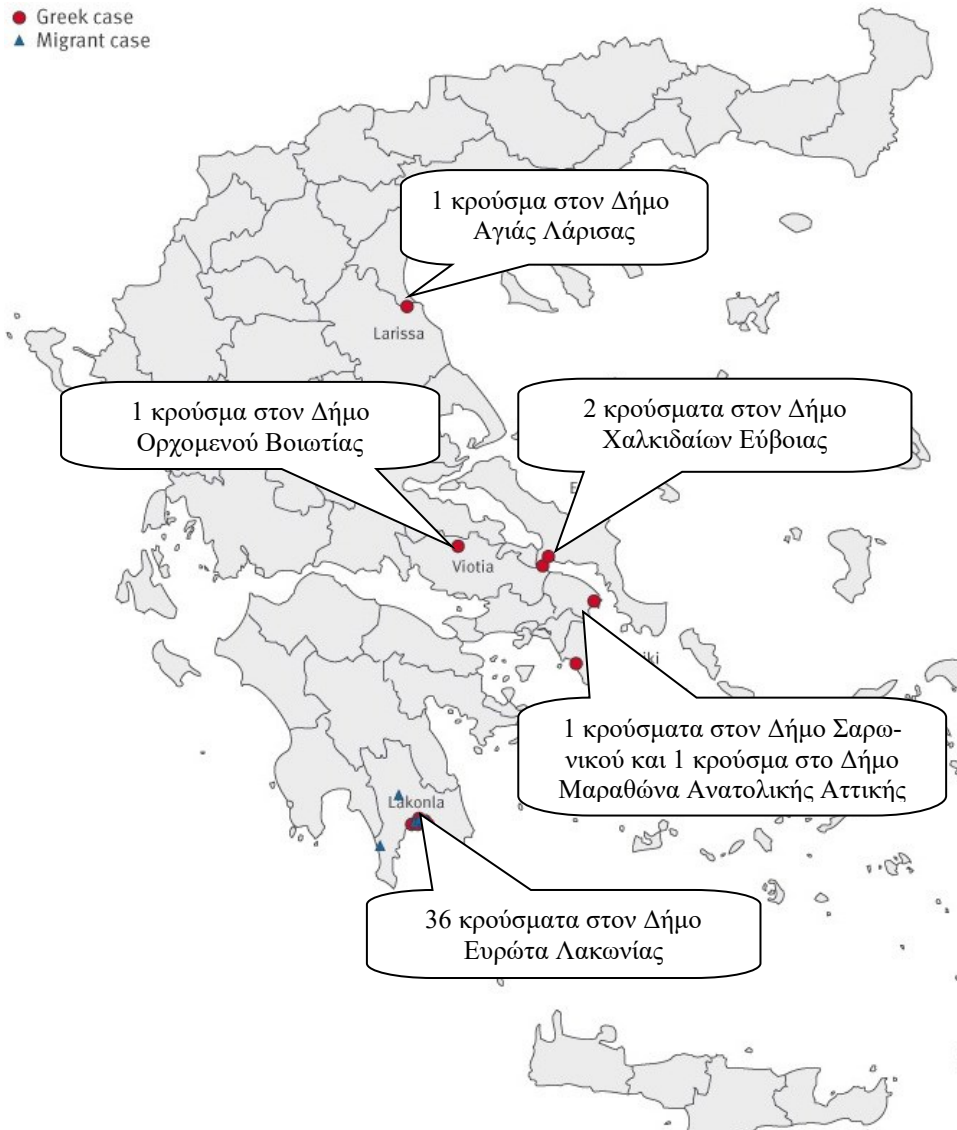 Greek case
Migrant case
1 κρούσμα στον Δήμο
Αγιάς Λάρισας
Larissa
1 κρούσμα στον Δήμο
Ορχομενού Βοιωτίας
2 κρούσματα στον Δήμο
Χαλκιδαίων Εύβοιας
E
Viotia
iki
1 κρούσματα στον Δήμο Σαρω-
νικού και 1 κρούσμα στο Δήμο
Μαραθώνα Ανατολικής Αττικής
Lakonla
36 κρούσματα στον Δήμο
Ευρώτα Λακωνίας